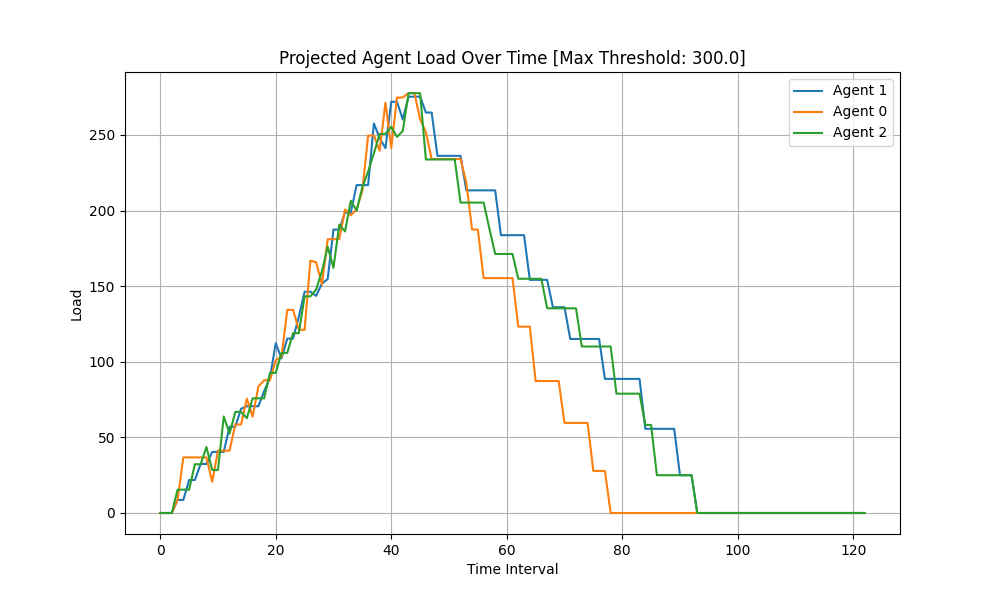 Projected Agent Load Over Time [Max Threshold: 300.0]
Agent 1
Agent 0
Agent 2
Load
250
200
150
100
50
0
0 20 40 60 80 100 120
Time Interval